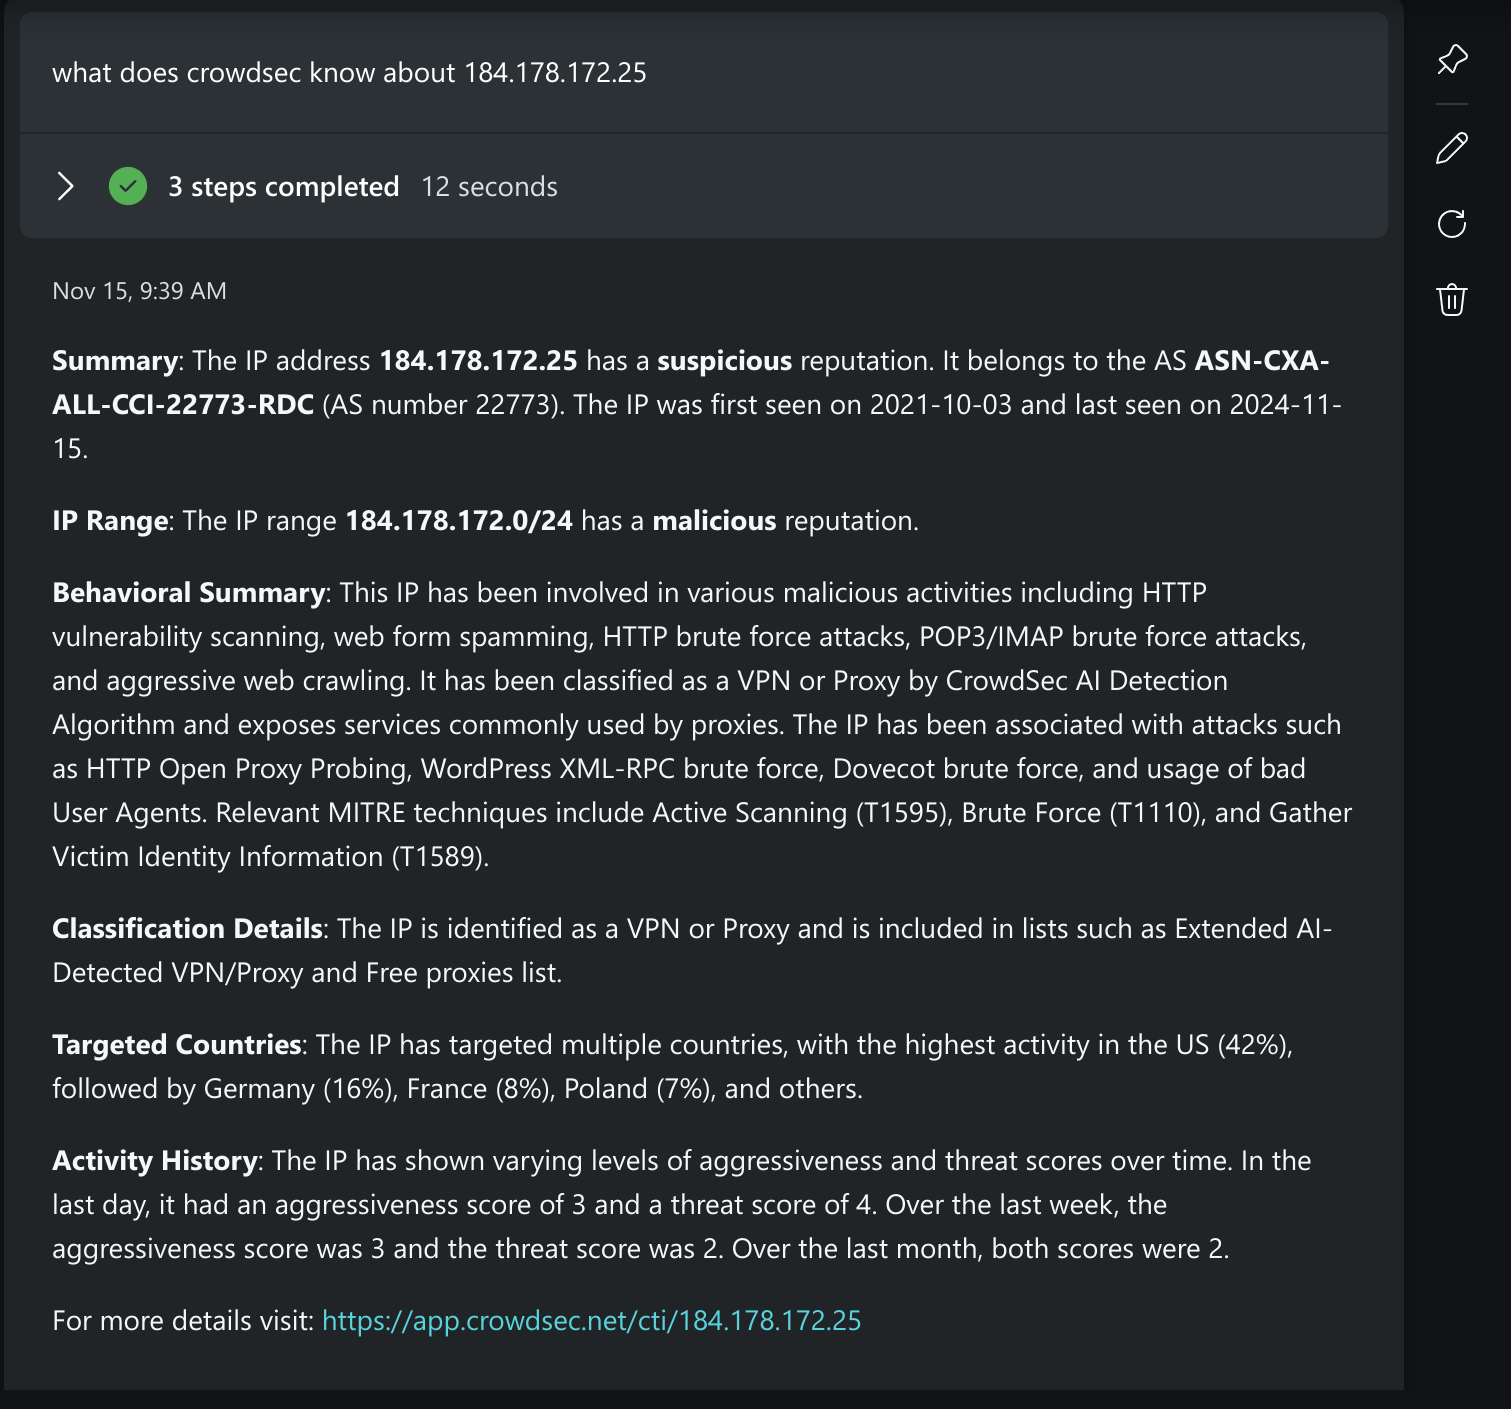 what does crowdsec know about 184.178.172.25
3 steps completed 12 seconds
Nov 15, 9:39 AM
Summary: The IP address 184.178.172.25 has a suspicious reputation. It belongs to the AS ASN-CXA-
ALL-CCI-22773-RDC (AS number 22773). The IP was first seen on 2021-10-03 and last seen on 2024-11-
15.
IP Range: The IP range 184.178.172.0/24 has a malicious reputation.
Behavioral Summary: This IP has been involved in various malicious activities including HTTP
vulnerability scanning, web form spamming, HTTP brute force attacks, POP3/IMAP brute force attacks,
and aggressive web crawling. It has been classified as a VPN or Proxy by CrowdSec AI Detection
Algorithm and exposes services commonly used by proxies. The IP has been associated with attacks such
as HTTP Open Proxy Probing, WordPress XML-RPC brute force, Dovecot brute force, and usage of bad
User Agents. Relevant MITRE techniques include Active Scanning (T1595), Brute Force (T1110), and Gather
Victim Identity Information (T1589).
Classification Details: The IP is identified as a VPN or Proxy and is included in lists such as Extended AI-
Detected VPN/Proxy and Free proxies list.
Targeted Countries: The IP has targeted multiple countries, with the highest activity in the US (42%),
followed by Germany (16%), France (8%), Poland (7%), and others.
Activity History: The IP has shown varying levels of aggressiveness and threat scores over time. In the
last day, it had an aggressiveness score of 3 and a threat score of 4. Over the last week, the
aggressiveness score was 3 and the threat score was 2. Over the last month, both scores were 2.
For more details visit: https://app.crowdsec.net/cti/184.178.172.25